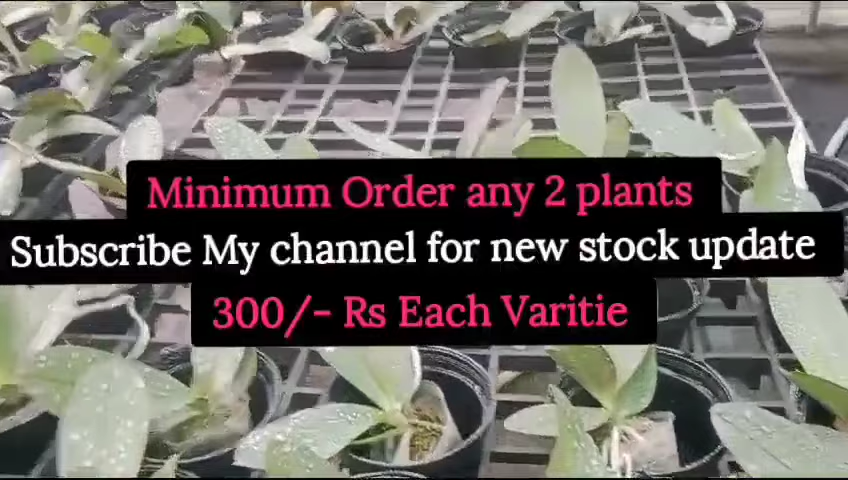 Minimum Order any 2 plants
Subscribe My channel for new stock update
300/- Rs Each Varitie